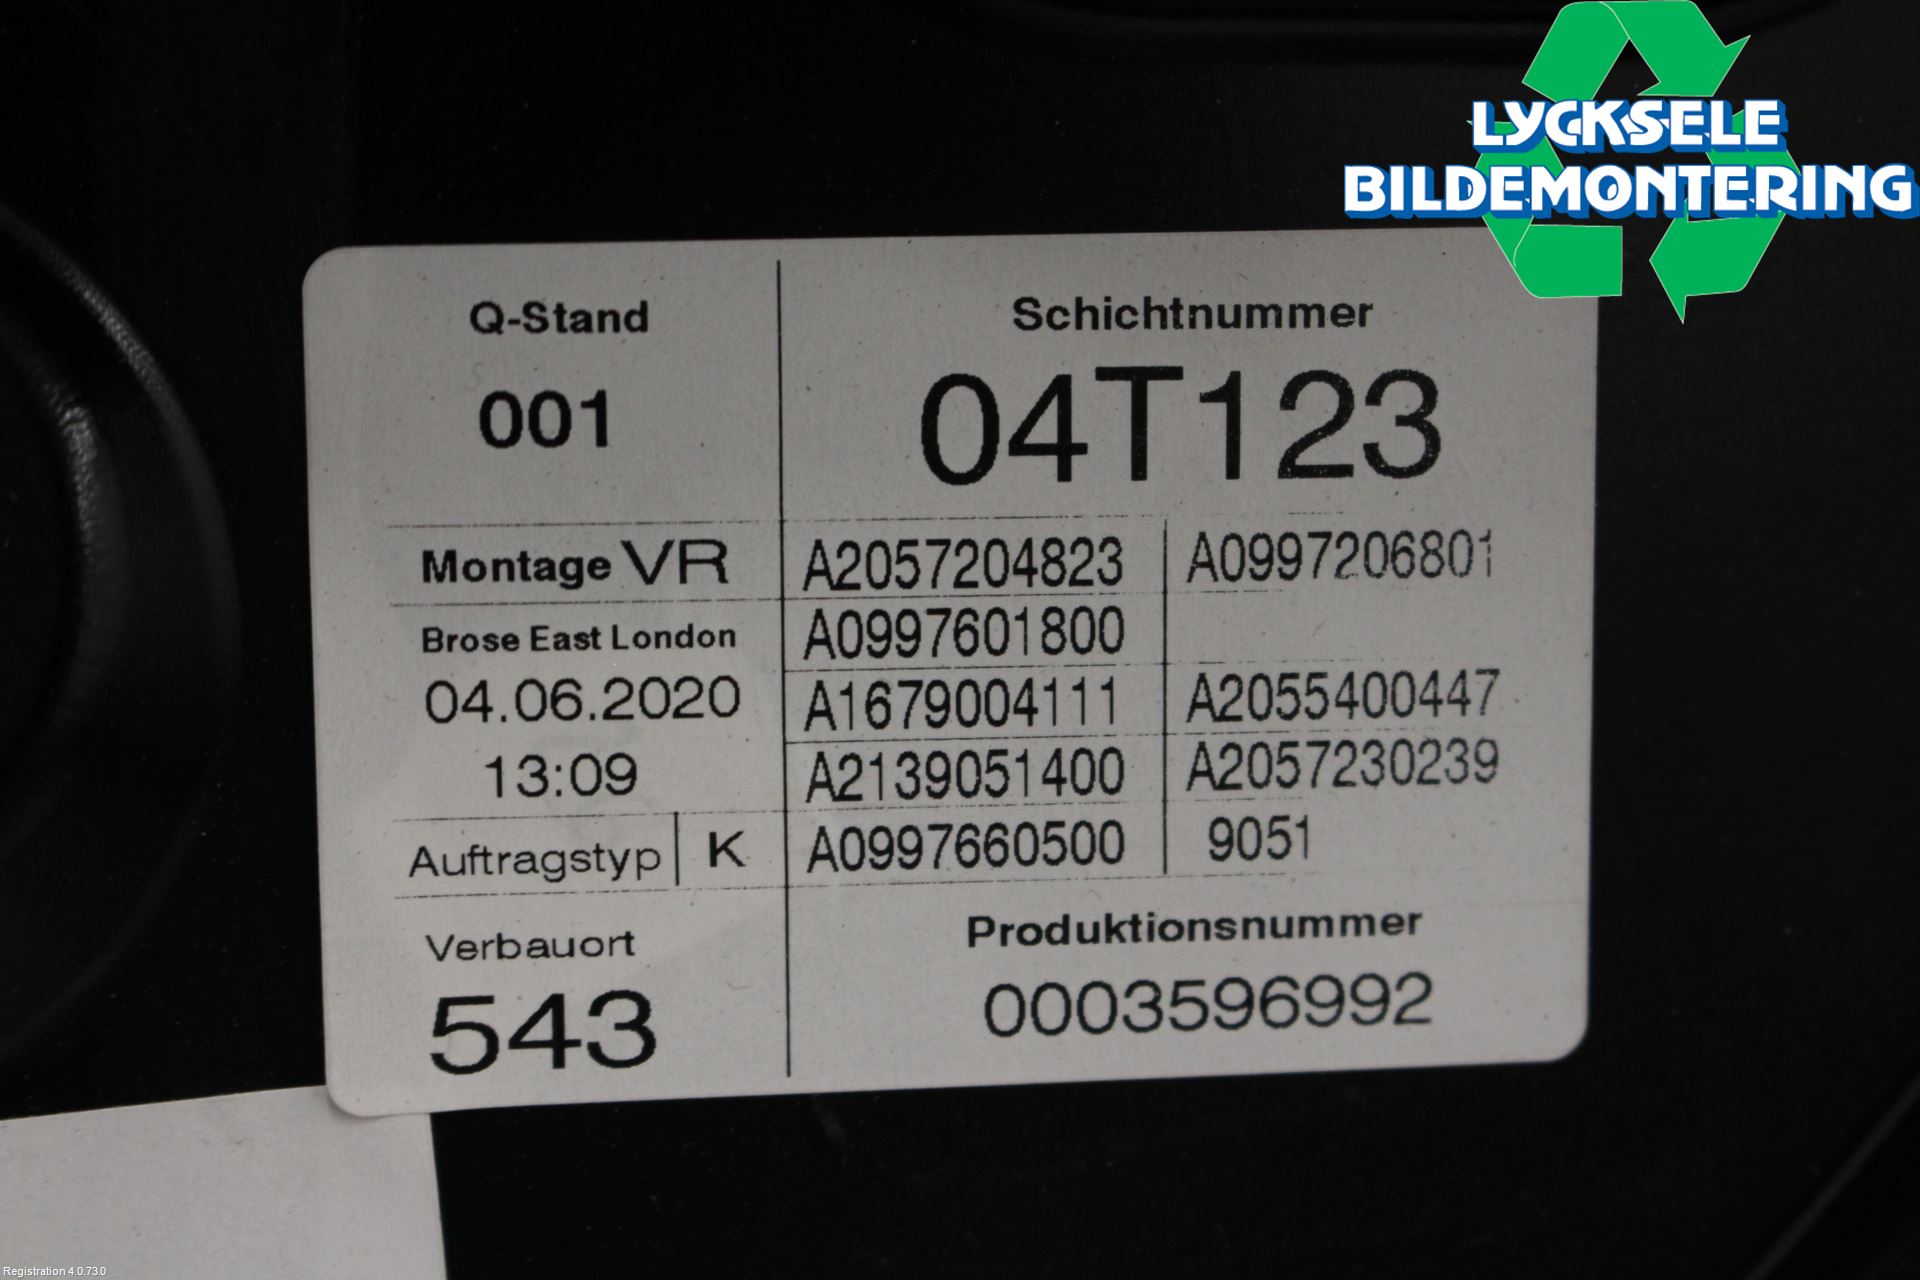 LYCKSELE
BILDEMONTERING
Q-Stand
001
Schichtnummer
04T123
Montage VR
A2057204823
A0997206801
Brose East London
A0997601800
04.06.2020
A1679004111
A2055400447
13:09
A2139051400
A2057230239
Auftragstyp K
A0997660500
9051
Verbauort
543
Produktionsnummer
0003596992
Registration 4.0.73.0